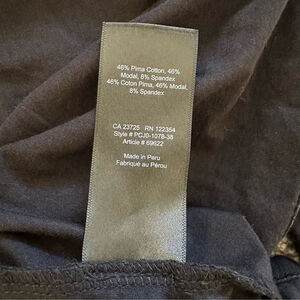 46% Pima Cotton, 46%
Modal, 8% Spandex
46% Coton Pima, 46% Modal,
8% Spandex
CA 23725 RN 122354
Style # PCJ0-1078-38
Article # 69622
Made in Peru
Fabriqué au Pérou